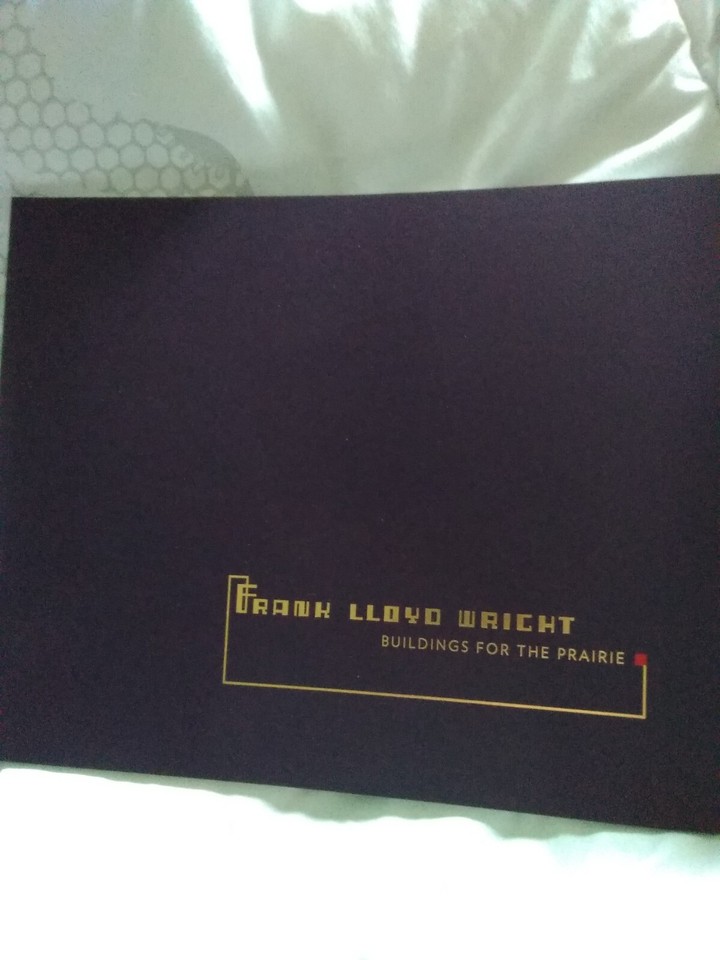 FRANK LLOYD WRIGHT
BUILDINGS FOR THE PRAIRIE